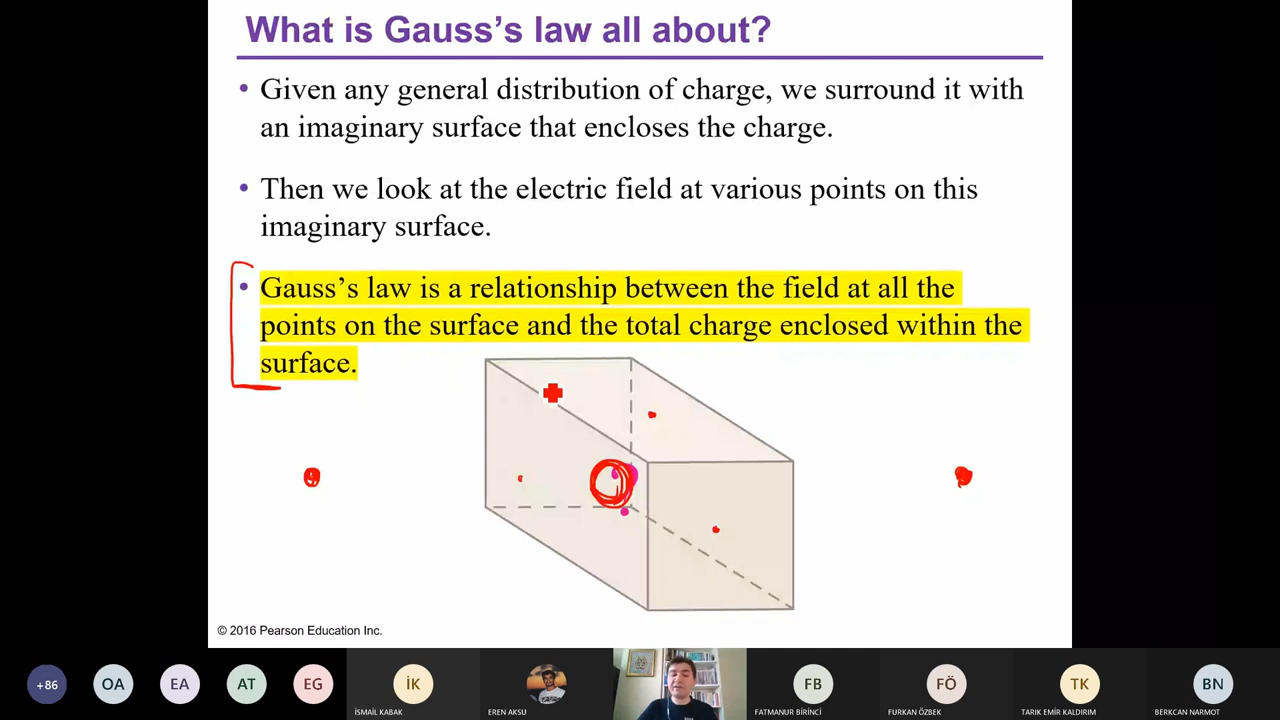 What is Gauss's law all about?
• Given any general distribution of charge, we surround it with
an imaginary surface that encloses the charge.
• Then we look at the electric field at various points on this
imaginary surface.
• Gauss's law is a relationship between the field at all the
points on the surface and the total charge enclosed within the
surface.
© 2016 Pearson Education Inc.
+86
OA
EA
AT
EG
İK
FB
FÖ
TK
BN
İSMAİL KABAK
EREN AKSU
FATMANUR BİRİNCİ
FURKAN ÖZBEK
TARIK EMİR KALDIRIM
BERKCAN NARMOT